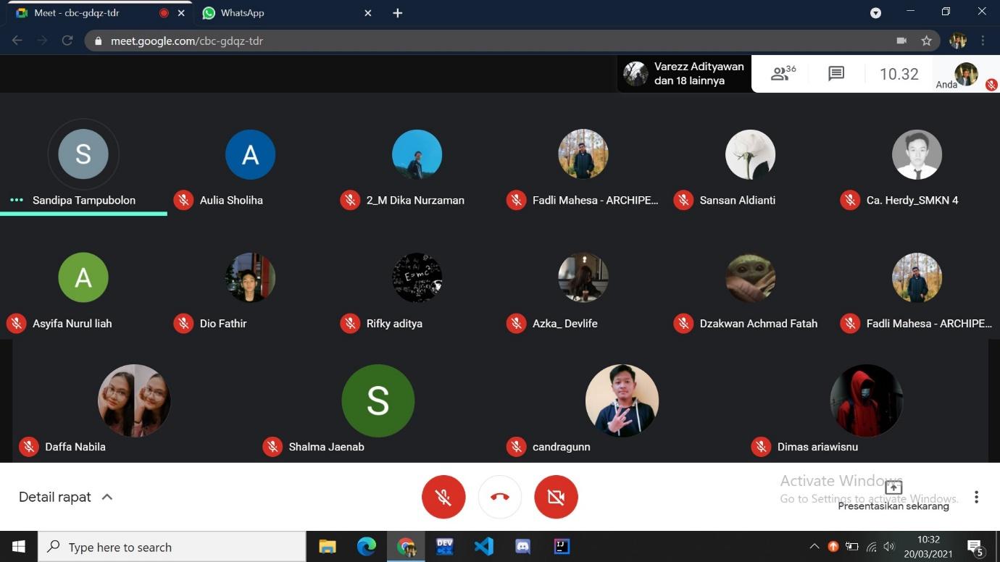 Meet - cbc-gdqz-tdr
WhatsApp
meet.google.com/cbc-gdqz-tdr
Varezz Adityawan
dan 18 lainnya
36
10.32
Anda
S
A
Sandipa Tampubolon
Aulia Sholiha
2_M Dika Nurzaman
Fadli Mahesa - ARCHIPE...
Sansan Aldianti
Ca. Herdy_SMKN 4
A
E=mc²
Asyifa Nurul liah
Dio Fathir
Rifky aditya
Azka_ Devlife
Dzakwan Achmad Fatah
Fadli Mahesa - ARCHIPE...
S
Daffa Nabila
Shalma Jaenab
candragunn
Dimas ariawisnu
Detail rapat
Activate Windows
Go to Settings to activate Windows.
Presentasikan sekarang
Type here to search
DEV
C++
IJ
10:32
20/03/2021
5